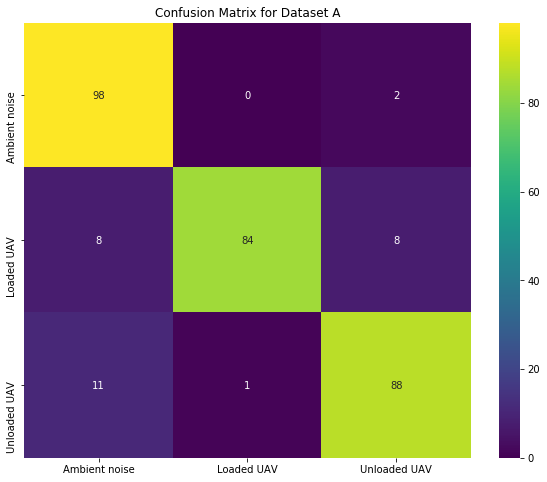 Confusion Matrix for Dataset A
Ambient noise
98
0
2
Loaded UAV
8
84
8
Unloaded UAV
11
1
88
Ambient noise
Loaded UAV
Unloaded UAV
80
60
40
20
0